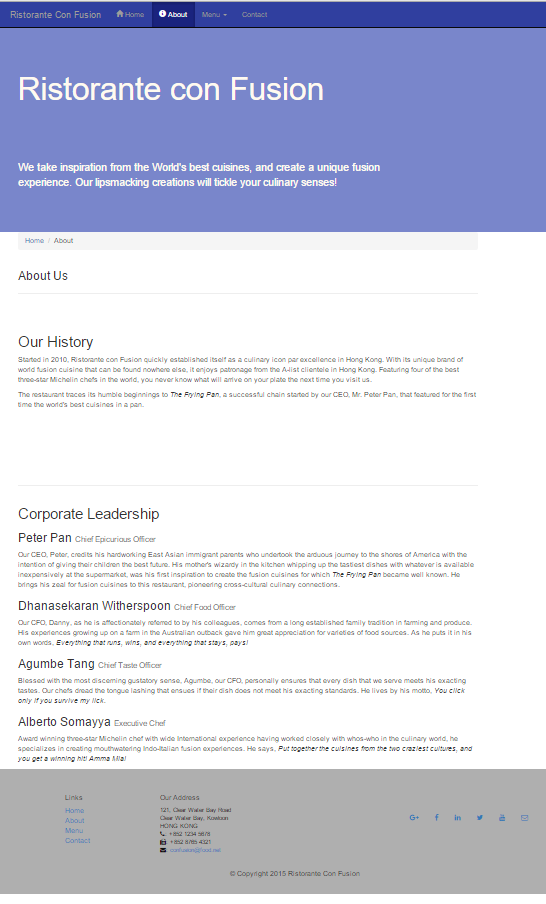 Ristorante Con Fusion Home About Menu Contact
Ristorante con Fusion
We take inspiration from the World's best cuisines, and create a unique fusion
experience. Our lipsmacking creations will tickle your culinary senses!
Home / About
About Us
Our History
Started in 2010, Ristorante con Fusion quickly established itself as a culinary icon par excellence in Hong Kong. With its unique brand of
world fusion cuisine that can be found nowhere else, it enjoys patronage from the A-list clientele in Hong Kong. Featuring four of the best
three-star Michelin chefs in the world, you never know what will arrive on your plate the next time you visit us.
The restaurant traces its humble beginnings to The Frying Pan, a successful chain started by our CEO, Mr. Peter Pan, that featured for the first
time the world's best cuisines in a pan.
Corporate Leadership
Peter Pan Chief Epicurious Officer
Our CEO, Peter, credits his hardworking East Asian immigrant parents who undertook the arduous journey to the shores of America with the
intention of giving their children the best future. His mother's wizardy in the kitchen whipping up the tastiest dishes with whatever is available
inexpensively at the supermarket, was his first inspiration to create the fusion cuisines for which The Frying Pan became well known. He
brings his zeal for fusion cuisines to this restaurant, pioneering cross-cultural culinary connections.
Dhanasekaran Witherspoon Chief Food Officer
Our CFO, Danny, as he is affectionately referred to by his colleagues, comes from a long established family tradition in farming and produce.
His experiences growing up on a farm in the Australian outback gave him great appreciation for varieties of food sources. As he puts it in his
own words, Everything that runs, wins, and everything that stays, pays!
Agumbe Tang Chief Taste Officer
Blessed with the most discerning gustatory sense, Agumbe, our CFO, personally ensures that every dish that we serve meets his exacting
tastes. Our chefs dread the tongue lashing that ensues if their dish does not meet his exacting standards. He lives by his motto, You click
only if you survive my lick.
Alberto Somayya Executive Chef
Award winning three-star Michelin chef with wide International experience having worked closely with whos-who in the culinary world, he
specializes in creating mouthwatering Indo-Italian fusion experiences. He says, Put together the cuisines from the two craziest cultures, and
you get a winning hit! Amma Mia!
Links
Home
About
Menu
Contact
Our Address
121, Clear Water Bay Road
Clear Water Bay, Kowloon
HONG KONG
: +852 1234 5678
: +852 8765 4321
: confusion@food.net
© Copyright 2015 Ristorante Con Fusion